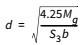 d = √(4.25M_g / S_3b)